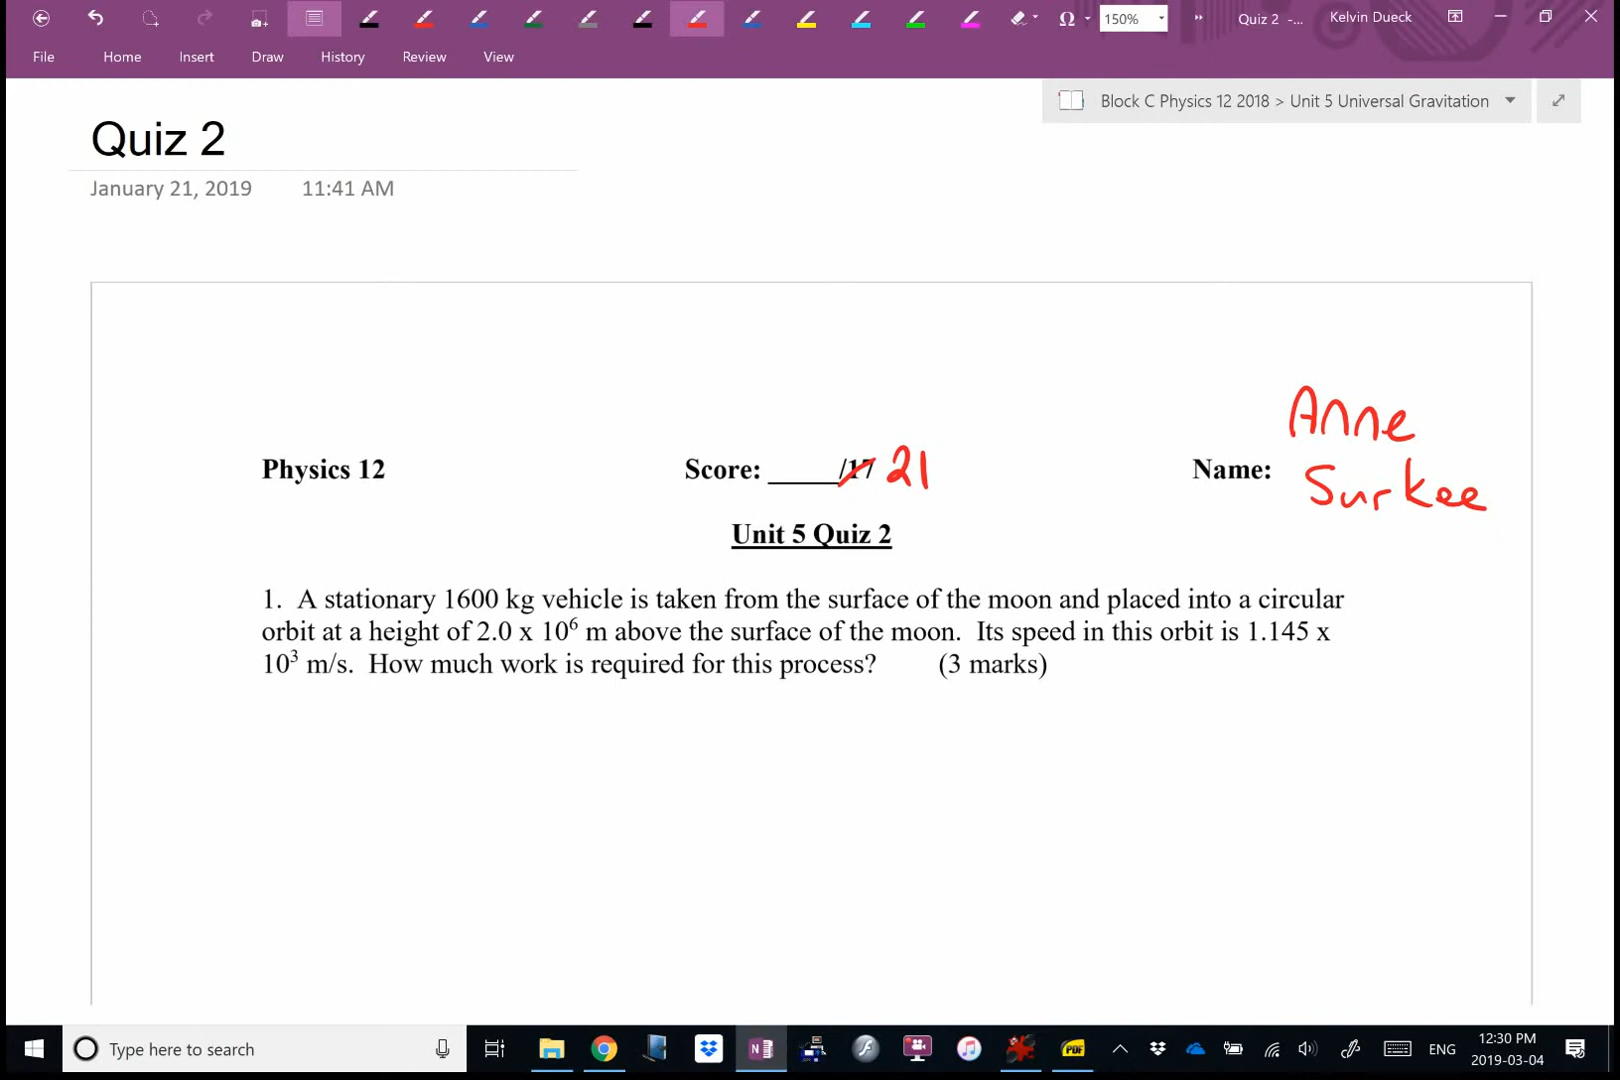 150%
Quiz 2 -...
Kelvin Dueck
File Home Insert Draw History Review View
Block C Physics 12 2018 > Unit 5 Universal Gravitation
Quiz 2
January 21, 2019 11:41 AM
Anne
Physics 12 Score: _____/17 21 Name:
Surkee
Unit 5 Quiz 2
1. A stationary 1600 kg vehicle is taken from the surface of the moon and placed into a circular
orbit at a height of 2.0 x 10⁶ m above the surface of the moon. Its speed in this orbit is 1.145 x
10³ m/s. How much work is required for this process? (3 marks)
Type here to search
PDF
ENG
12:30 PM
2019-03-04